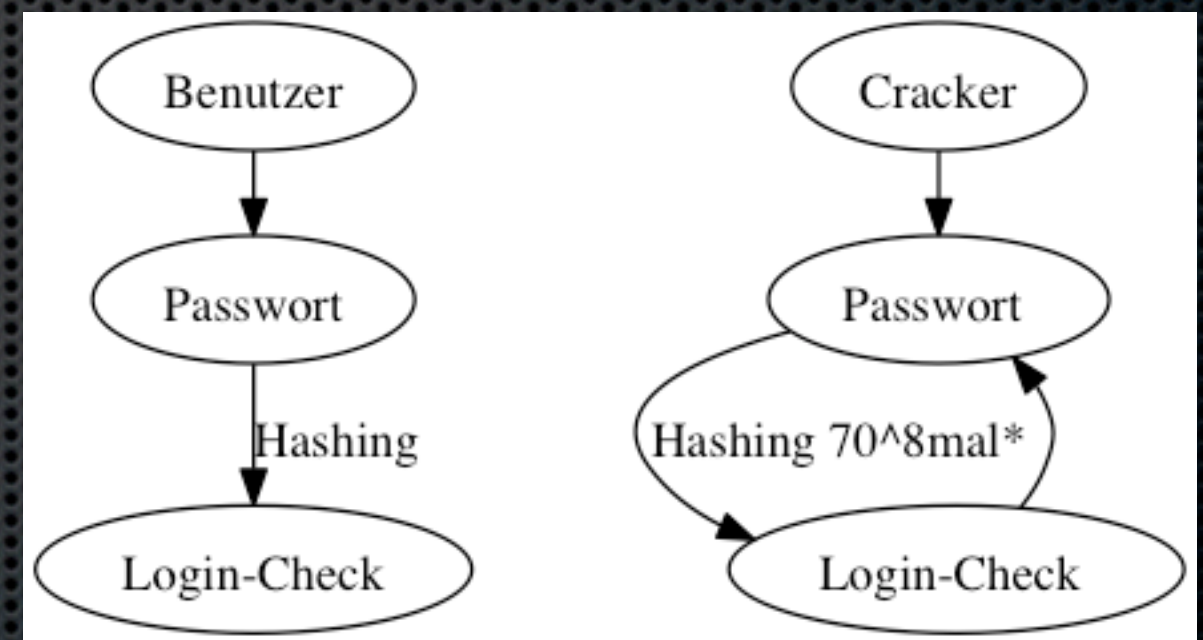 Benutzer
Passwort
Hashing
Login-Check
Cracker
Passwort
Hashing 70^8mal*
Login-Check